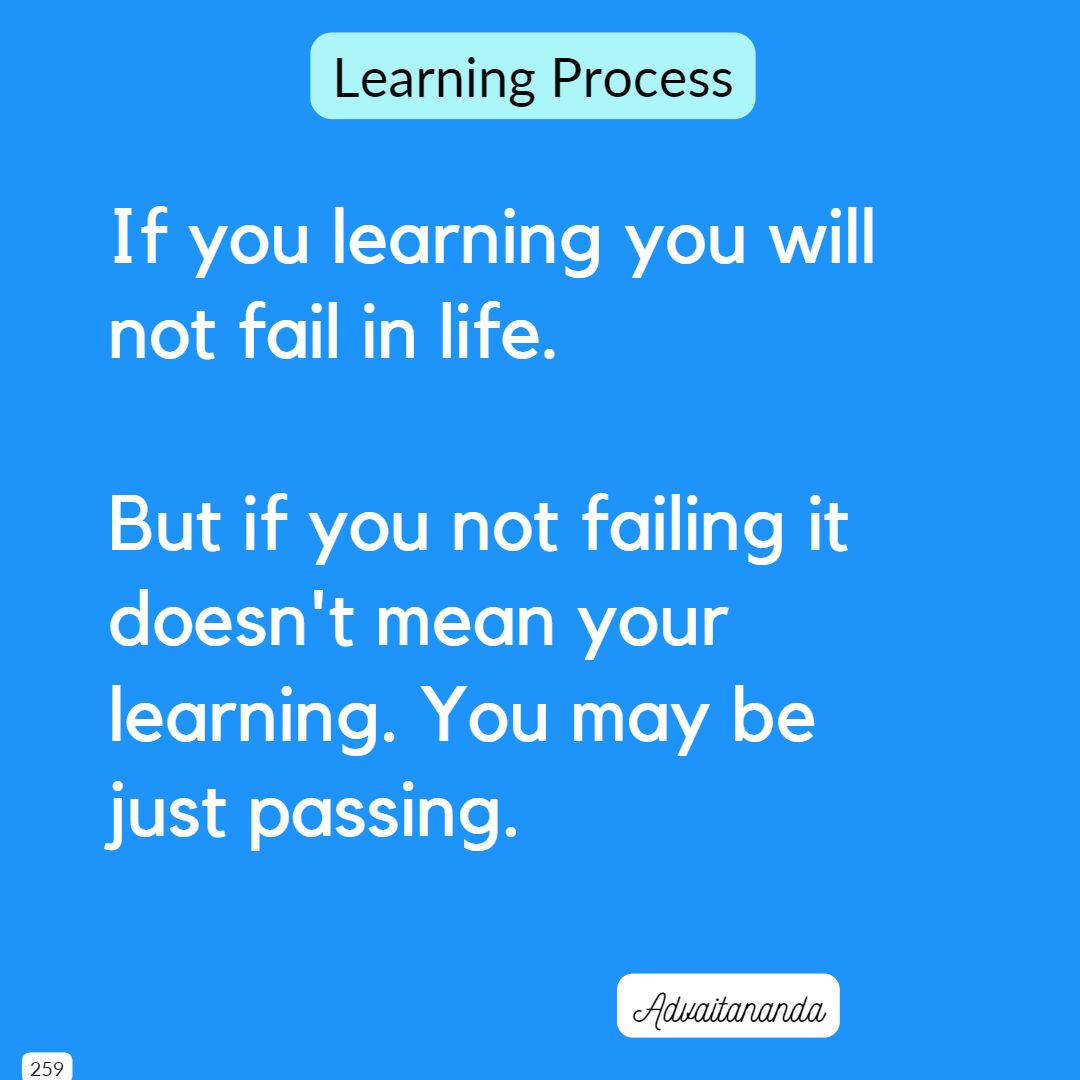 Learning Process
If you learning you will
not fail in life.
But if you not failing it
doesn't mean your
learning. You may be
just passing.
Advaitananda
259